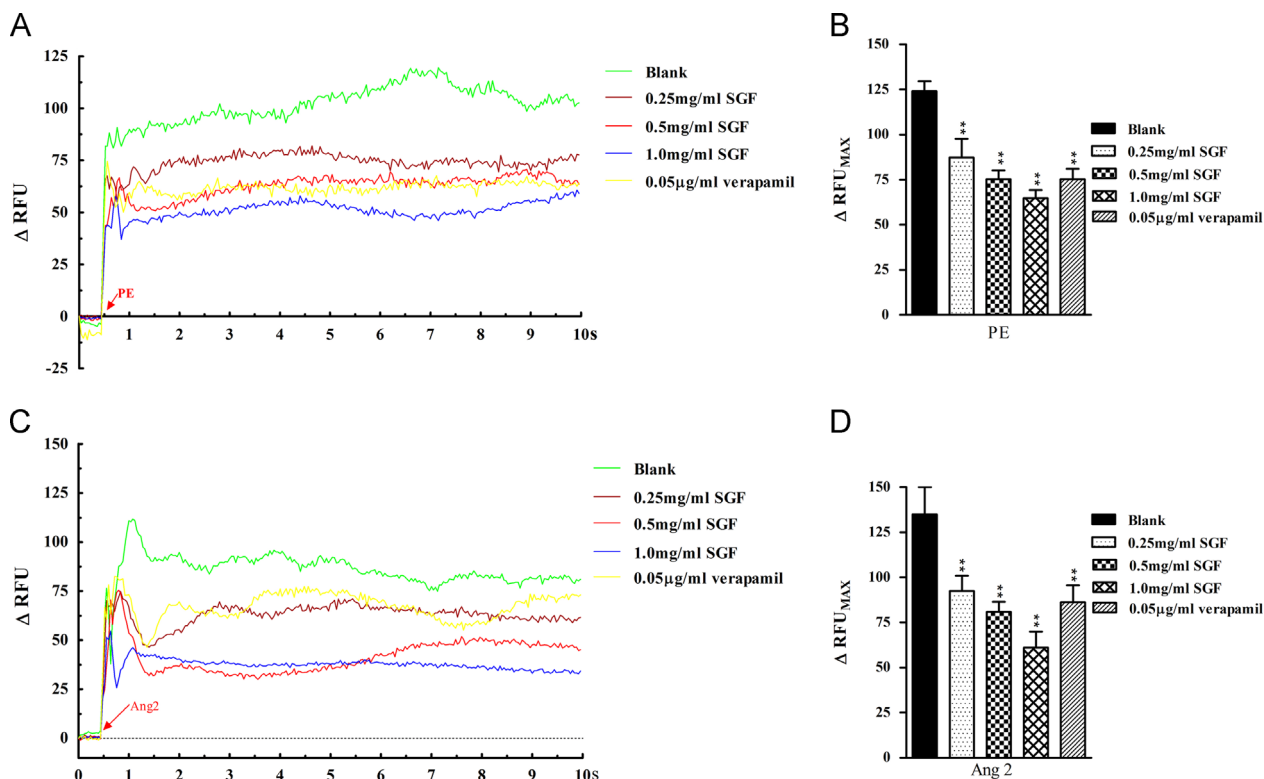 A
Δ RFU
125
100
75
50
25
0
-25
PE
1 2 3 4 5 6 7 8 9 10s
Blank
0.25mg/ml SGF
0.5mg/ml SGF
1.0mg/ml SGF
0.05μg/ml verapamil
B
Δ RFUMAX
150
125
100
75
50
25
0
**
**
**
**
PE
Blank
0.25mg/ml SGF
0.5mg/ml SGF
1.0mg/ml SGF
0.05μg/ml verapamil
C
Δ RFU
150
125
100
75
50
25
0
Ang2
1 2 3 4 5 6 7 8 9 10s
Blank
0.25mg/ml SGF
0.5mg/ml SGF
1.0mg/ml SGF
0.05μg/ml verapamil
D
Δ RFUMAX
150
125
100
75
50
25
0
**
**
**
**
Ang 2
Blank
0.25mg/ml SGF
0.5mg/ml SGF
1.0mg/ml SGF
0.05μg/ml verapamil